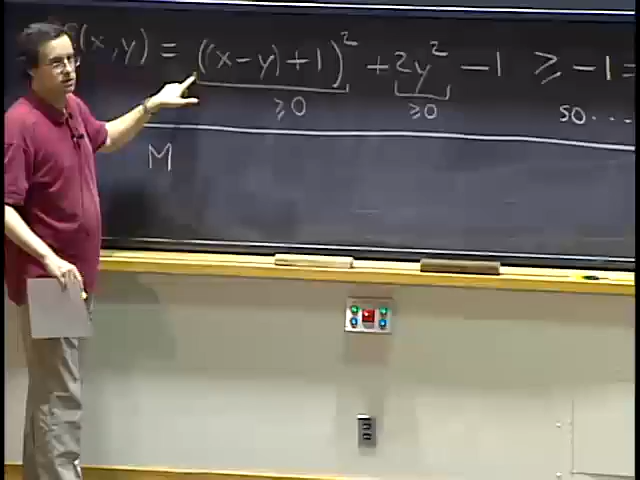 (x,y) = ((x-y)+1)² + 2y² -1 ≥ -1 =
≥0 ≥0 so....
M